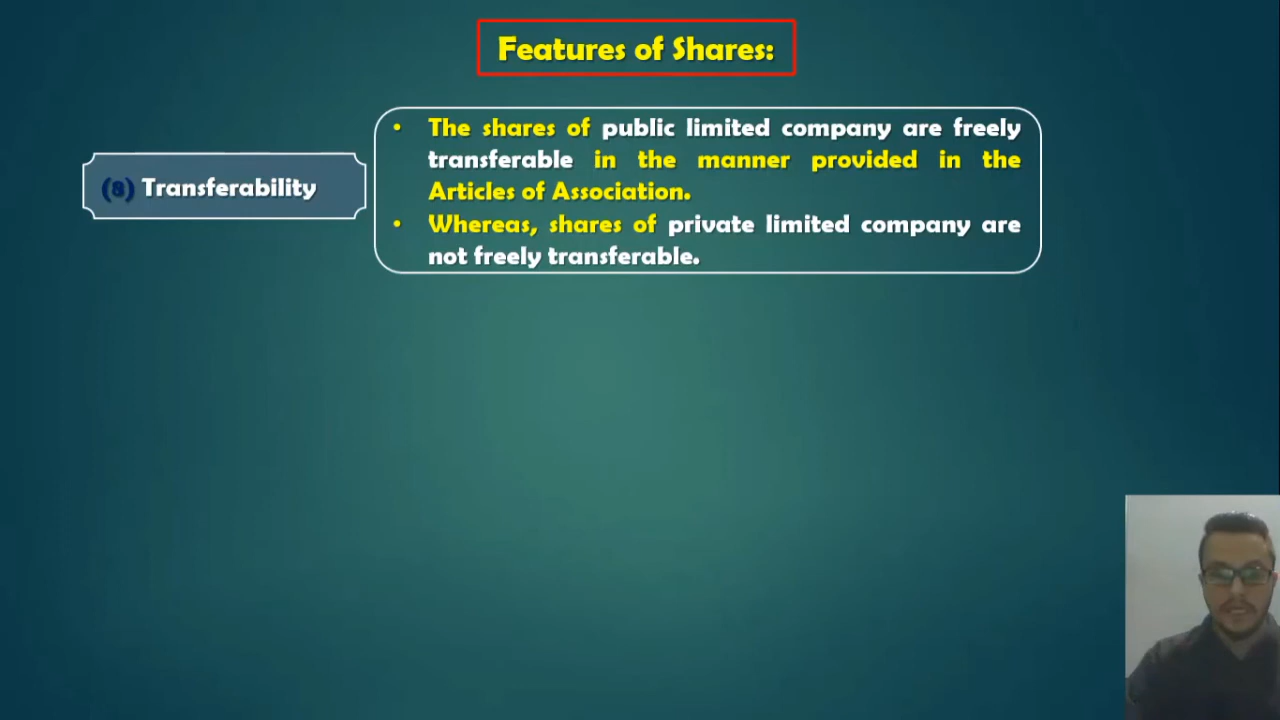 Features of Shares:
(8) Transferability
• The shares of public limited company are freely
transferable in the manner provided in the
Articles of Association.
• Whereas, shares of private limited company are
not freely transferable.